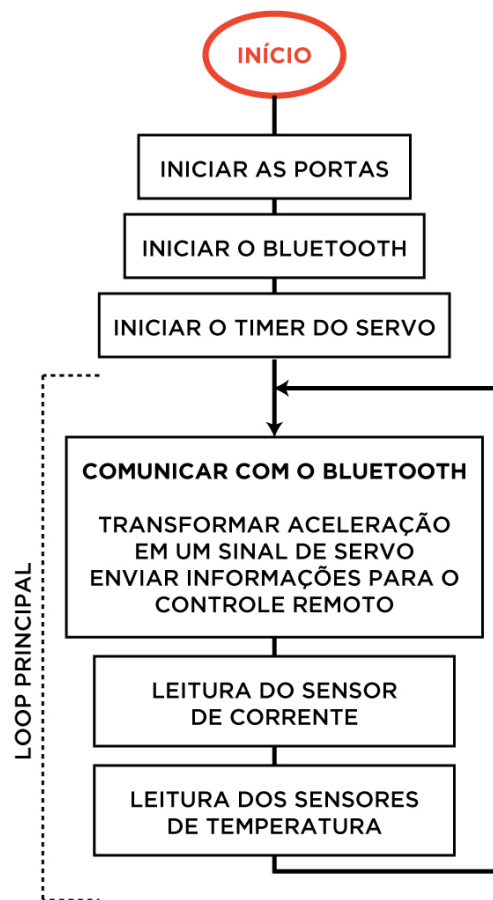 INÍCIO
INICIAR AS PORTAS
INICIAR O BLUETOOTH
INICIAR O TIMER DO SERVO
COMUNICAR COM O BLUETOOTH
TRANSFORMAR ACELERAÇÃO
EM UM SINAL DE SERVO
ENVIAR INFORMAÇÕES PARA O
CONTROLE REMOTO
LEITURA DO SENSOR
DE CORRENTE
LEITURA DOS SENSORES
DE TEMPERATURA
LOOP PRINCIPAL